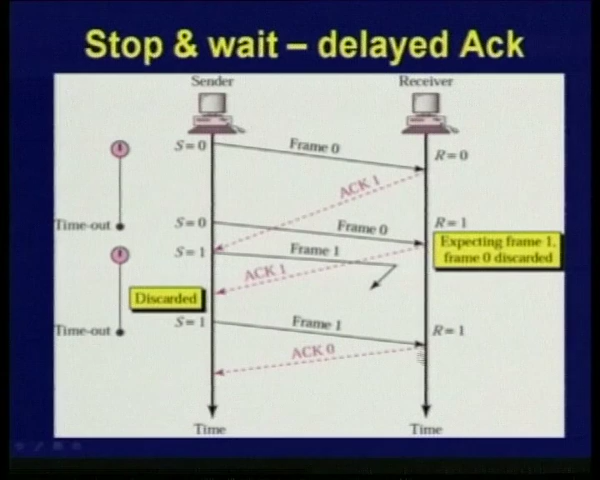 Stop & wait – delayed Ack
Sender
Receiver
S=0
Frame 0
R=0
ACK 1
Time-out
S=0
Frame 0
R=1
S=1
Frame 1
Expecting frame 1,
frame 0 discarded
ACK 1
Discarded
Time-out
S=1
Frame 1
R=1
ACK 0
Time
Time